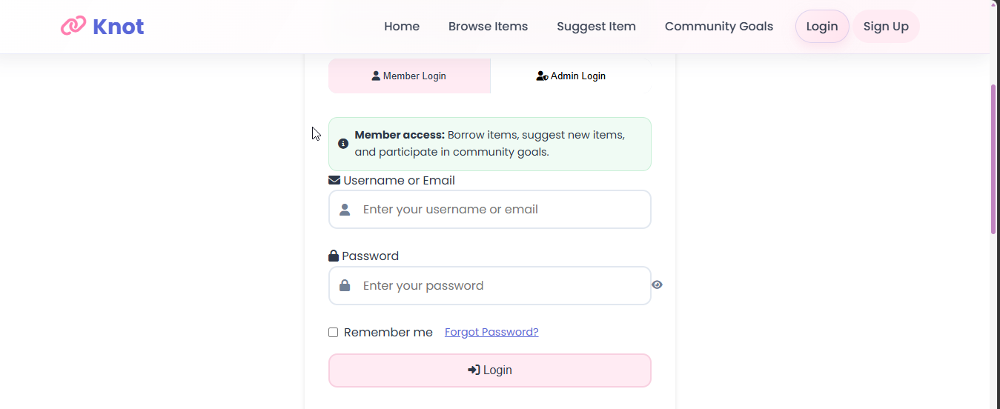 Knot
Home Browse Items Suggest Item Community Goals Login Sign Up
Member Login Admin Login
Member access: Borrow items, suggest new items,
and participate in community goals.
Username or Email
Enter your username or email
Password
Enter your password
Remember me Forgot Password?
Login